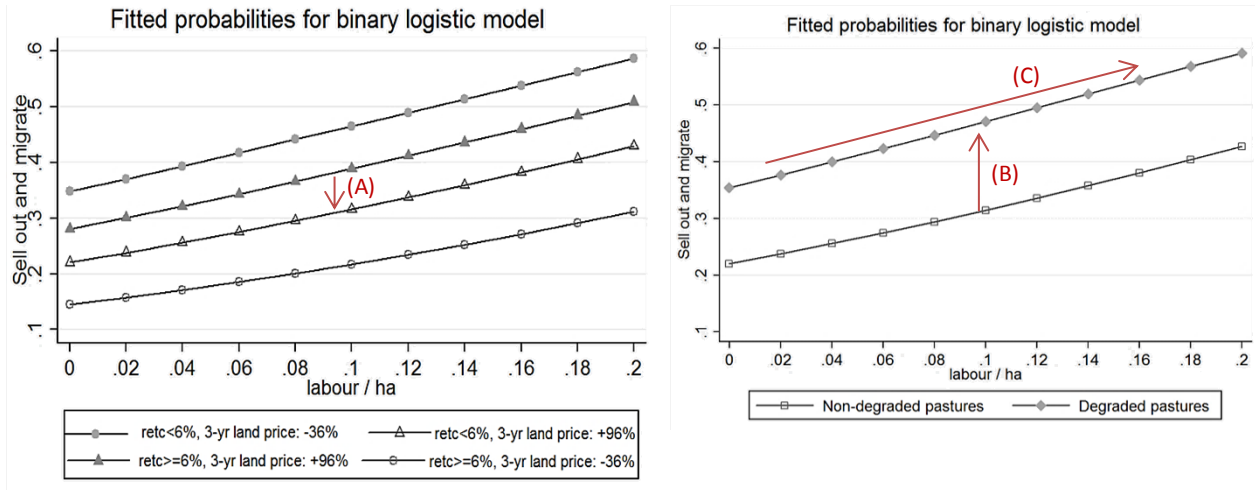 Fitted probabilities for binary logistic model
Sell out and migrate
.6
.5
.4
.3
.2
.1
(A)
0 .02 .04 .06 .08 .1 .12 .14 .16 .18 .2
labour / ha
retc<6%, 3-yr land price: -36%
retc<6%, 3-yr land price: +96%
retc>=6%, 3-yr land price: +96%
retc>=6%, 3-yr land price: -36%
Fitted probabilities for binary logistic model
Sell out and migrate
.6
.5
.4
.3
.2
.1
(C)
(B)
0 .02 .04 .06 .08 .1 .12 .14 .16 .18 .2
labour / ha
Non-degraded pastures
Degraded pastures